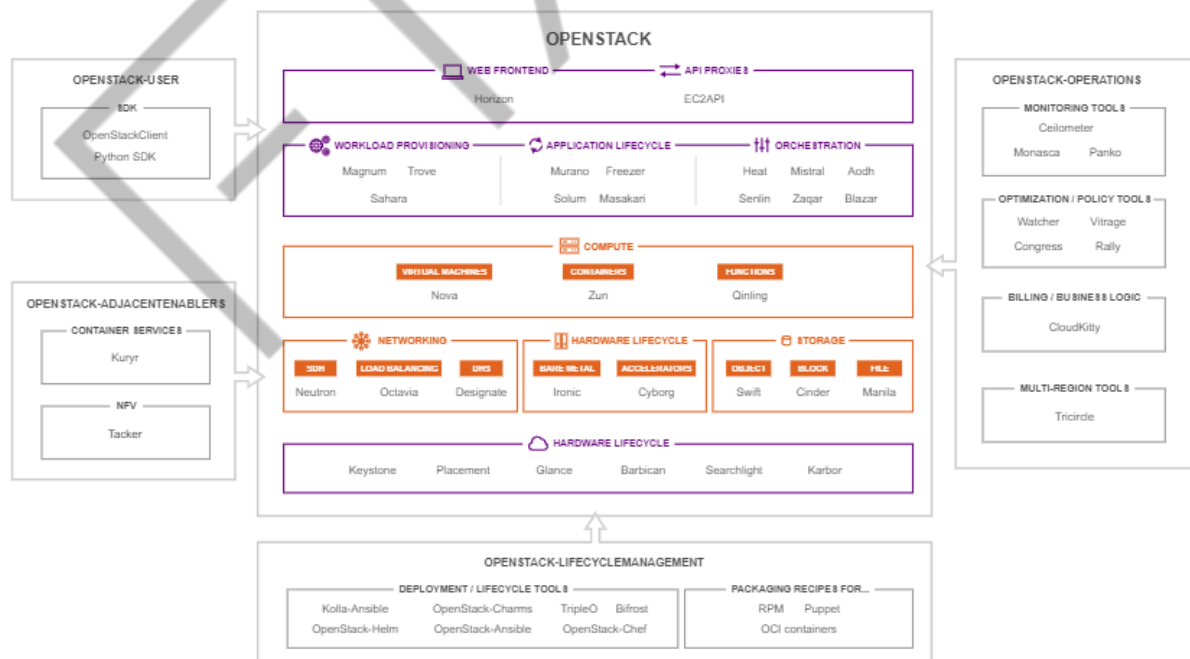 OPENSTACK
WEB FRONTEND
API PROXIES
Horizon
EC2API
WORKLOAD PROVISIONING
APPLICATION LIFECYCLE
ORCHESTRATION
Magnum Trove
Sahara
Murano Freezer
Solum Masakari
Heat Mistral Aodh
Senlin Zaqar Blazar
COMPUTE
VIRTUAL MACHINES
CONTAINERS
FUNCTIONS
Nova
Zun
Qinling
NETWORKING
SDN
LOAD BALANCING
DNS
Neutron
Octavia
Designate
HARDWARE LIFECYCLE
BARE METAL
ACCELERATORS
Ironic
Cyborg
STORAGE
OBJECT
BLOCK
FILE
Swift
Cinder
Manila
HARDWARE LIFECYCLE
Keystone Placement Glance Barbican Searchlight Karbor
OPENSTACK-USER
SDK
OpenStackClient
Python SDK
OPENSTACK-ADJACENTENABLERS
CONTAINER SERVICES
Kuryr
NFV
Tacker
OPENSTACK-OPERATIONS
MONITORING TOOLS
Ceilometer
Monasca Panko
OPTIMIZATION / POLICY TOOLS
Watcher Vitrage
Congress Rally
BILLING / BUSINESS LOGIC
CloudKitty
MULTI-REGION TOOLS
Tricircle
OPENSTACK-LIFECYCLEMANAGEMENT
DEPLOYMENT / LIFECYCLE TOOLS
Kolla-Ansible OpenStack-Charms TripleO Bifrost
OpenStack-Helm OpenStack-Ansible OpenStack-Chef
PACKAGING RECIPES FOR...
RPM Puppet
OCI containers